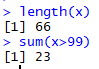 > length(x)
[1] 66
> sum(x>99)
[1] 23